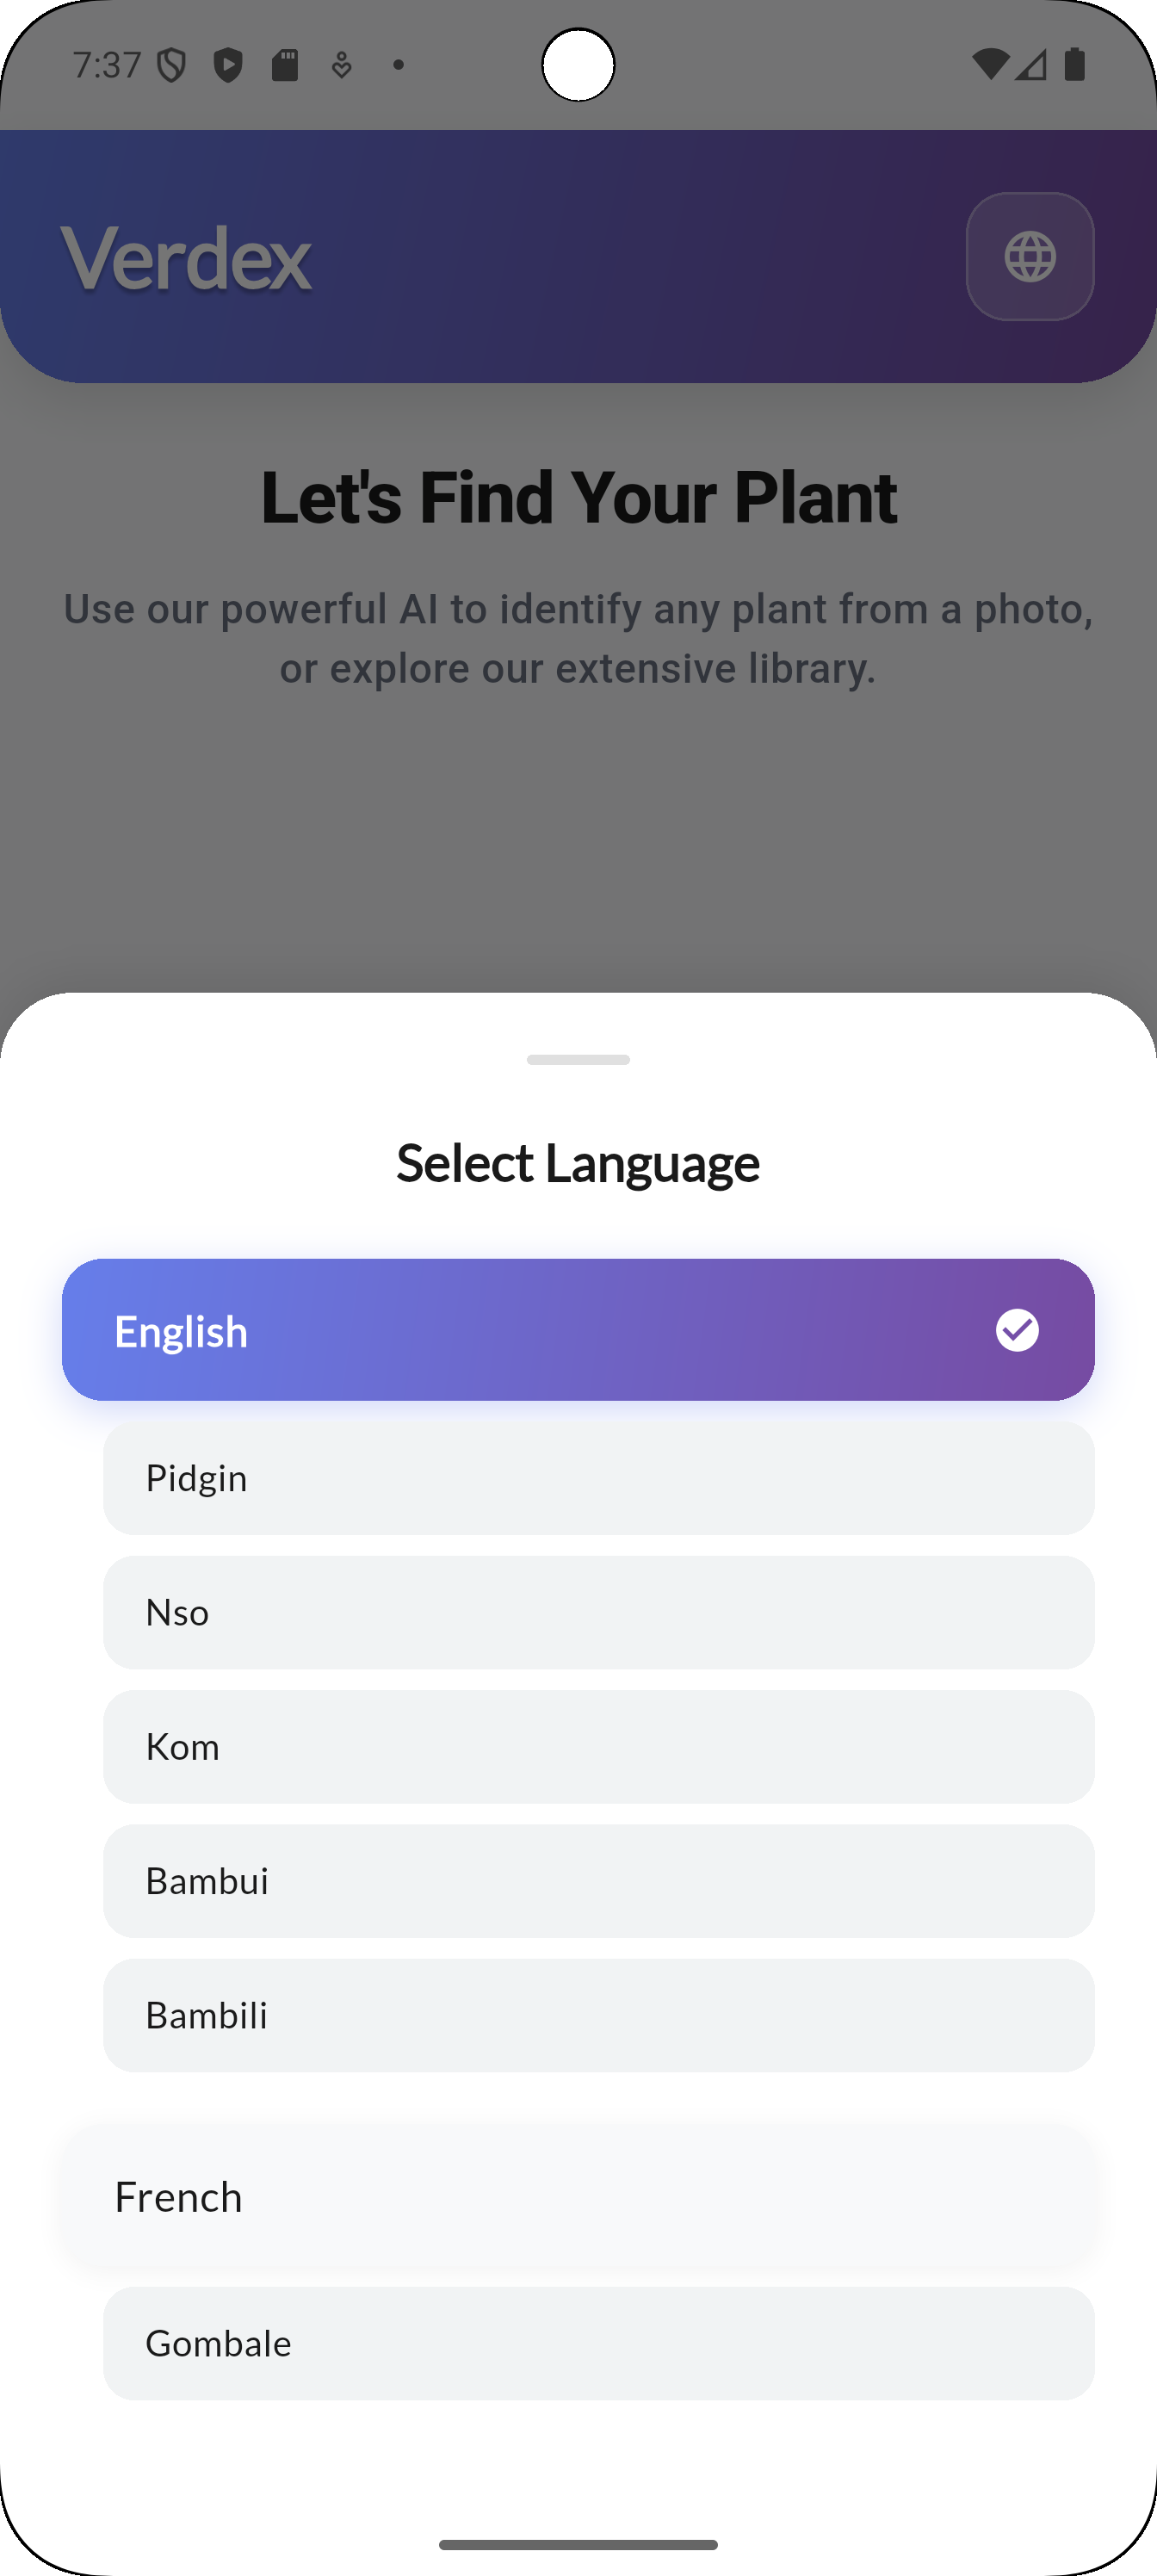 7:37
Verdex
Let's Find Your Plant
Use our powerful AI to identify any plant from a photo,
or explore our extensive library.
Select Language
English
Pidgin
Nso
Kom
Bambui
Bambili
French
Gombale